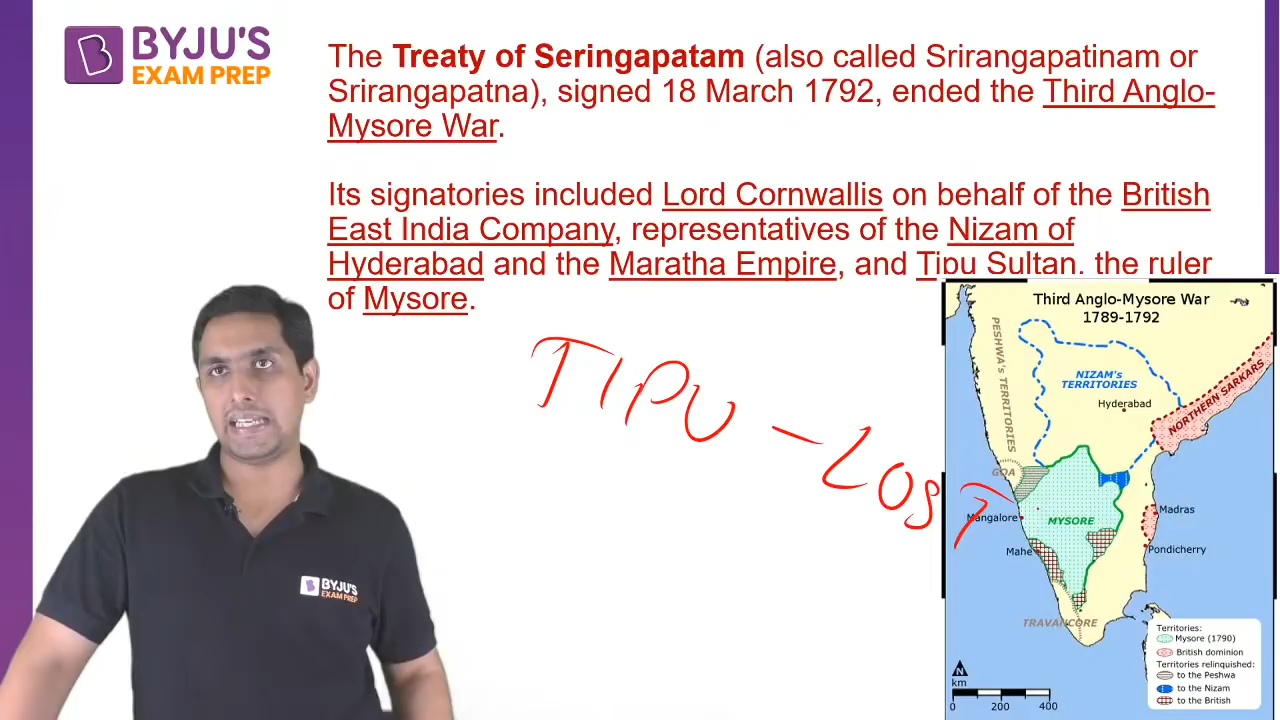 BYJU'S
EXAM PREP
The Treaty of Seringapatam (also called Srirangapatinam or
Srirangapatna), signed 18 March 1792, ended the Third Anglo-
Mysore War.
Its signatories included Lord Cornwallis on behalf of the British
East India Company, representatives of the Nizam of
Hyderabad and the Maratha Empire, and Tipu Sultan, the ruler
of Mysore.
TIPU - LOST
Third Anglo-Mysore War
1789-1792
PESHWA's TERRITORIES
NIZAM's
TERRITORIES
Hyderabad
NORTHERN SARKARS
GOA
Mangalore
MYSORE
Madras
Mahe
Pondicherry
TRAVANCORE
Territories:
Mysore (1790)
British dominion
Territories relinquished:
to the Peshwa
to the Nizam
to the British
N
km
0 200 400
BYJU'S
EXAM PREP